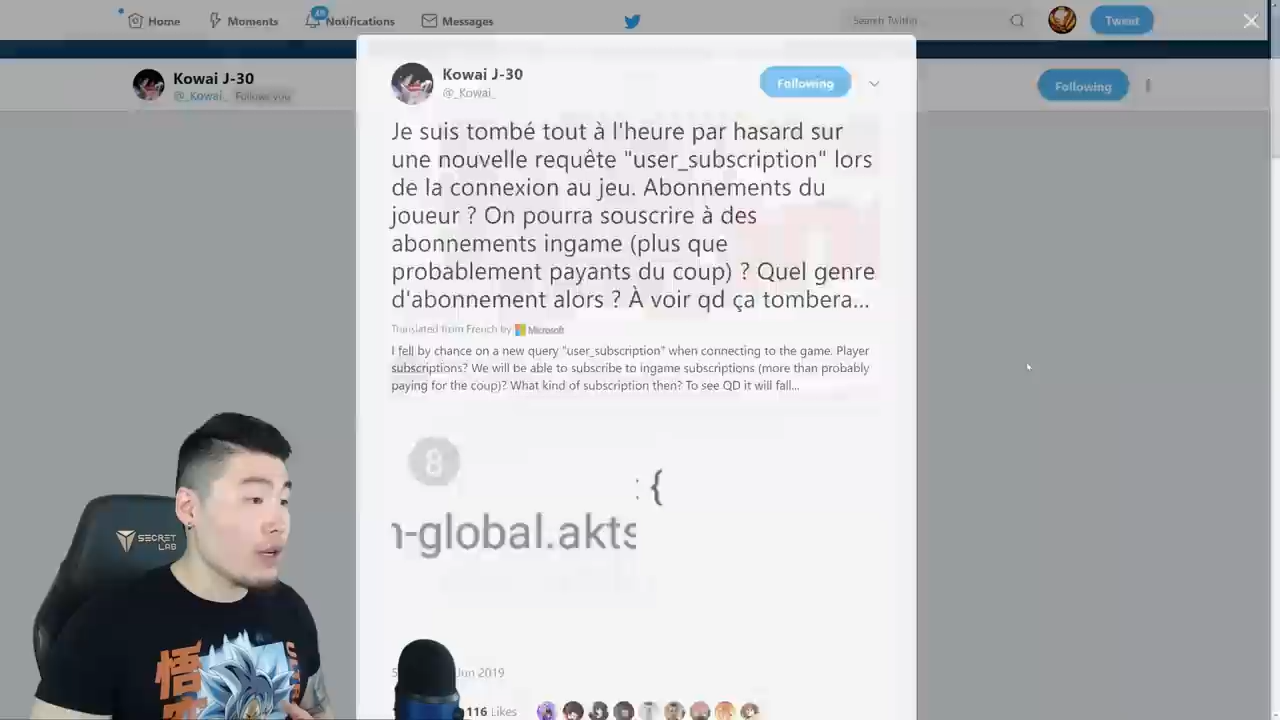 Home
Moments
Notifications
Messages
Search Twitter
Tweet
Kowai J-30
@_Kowai_
Follows you
Following
Kowai J-30
@_Kowai_
Following
Je suis tombé tout à l'heure par hasard sur
une nouvelle requête "user_subscription" lors
de la connexion au jeu. Abonnements du
joueur ? On pourra souscrire à des
abonnements ingame (plus que
probablement payants du coup) ? Quel genre
d'abonnement alors ? À voir qd ça tombera...
Translated from French by Microsoft
I fell by chance on a new query "user_subscription" when connecting to the game. Player
subscriptions? We will be able to subscribe to ingame subscriptions (more than probably
paying for the coup)? What kind of subscription then? To see QD it will fall...
8
: {
n-global.akts
Jun 2019
116 Likes
SECRET
LAB
悟